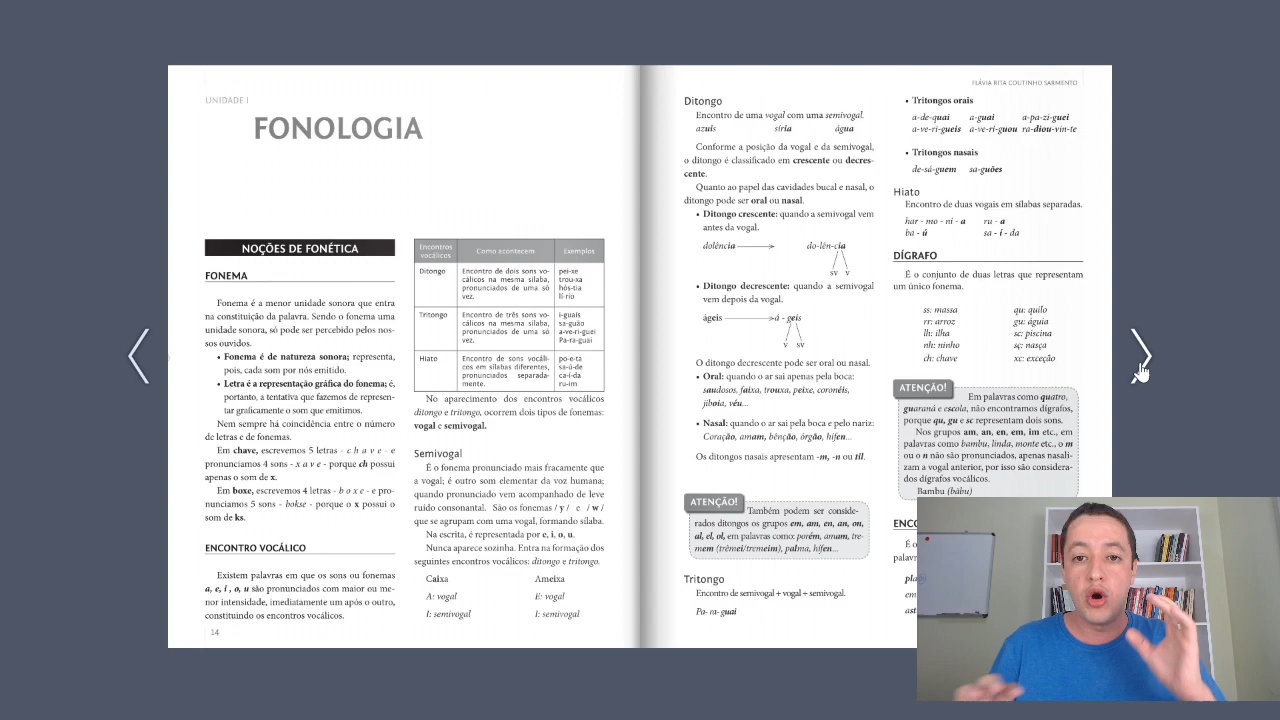 UNIDADE I
FONOLOGIA
NOÇÕES DE FONÉTICA
FONEMA
Fonema é a menor unidade sonora que entra
na constituição da palavra. Sendo o fonema uma
unidade sonora, só pode ser percebido pelos nos-
sos ouvidos.
• Fonema é de natureza sonora; representa,
pois, cada som por nós emitido.
• Letra é a representação gráfica do fonema; é,
portanto, a tentativa que fazemos de represen-
tar graficamente o som que emitimos.
Nem sempre há coincidência entre o número
de letras e de fonemas.
Em chave, escrevemos 5 letras - c h a v e - e
pronunciamos 4 sons - x a v e - porque ch possui
apenas o som de x.
Em boxe, escrevemos 4 letras - b o x e - e pro-
nunciamos 5 sons - bokse - porque o x possui o
som de ks.
ENCONTRO VOCÁLICO
Existem palavras em que os sons ou fonemas
a, e, i , o, u são pronunciados com maior ou me-
nor intensidade, imediatamente um após o outro,
constituindo os encontros vocálicos.
14
Encontros vocálicos Como acontecem Exemplos
Ditongo Encontro de dois sons vo- pei-xe
cálicos na mesma sílaba, trou-xa
pronunciados de uma só hós-tia
vez. lí-rio
Tritongo Encontro de três sons vo- i-guais
cálicos na mesma sílaba, sa-guão
pronunciados de uma só a-ve-ri-guei
vez. Pa-ra-guai
Hiato Encontro de sons vocáli- po-e-ta
cos em sílabas diferentes, sa-ú-de
pronunciados separada- ca-í-da
mente. ru-im
No aparecimento dos encontros vocálicos
ditongo e tritongo, ocorrem dois tipos de fonemas:
vogal e semivogal.
Semivogal
É o fonema pronunciado mais fracamente que
a vogal; é outro som elementar da voz humana;
quando pronunciado vem acompanhado de leve
ruído consonantal. São os fonemas / y / e / w /
que se agrupam com uma vogal, formando sílaba.
Na escrita, é representada por e, i, o, u.
Nunca aparece sozinha. Entra na formação dos
seguintes encontros vocálicos: ditongo e tritongo.
Caixa Ameixa
A: vogal E: vogal
I: semivogal I: semivogal
FLÁVIA RITA COUTINHO SARMENTO
Ditongo
Encontro de uma vogal com uma semivogal.
azuis síria água
Conforme a posição da vogal e da semivogal,
o ditongo é classificado em crescente ou decres-
cente.
Quanto ao papel das cavidades bucal e nasal, o
ditongo pode ser oral ou nasal.
• Ditongo crescente: quando a semivogal vem
antes da vogal.
dolência do-lên-cia
sv v
• Ditongo decrescente: quando a semivogal
vem depois da vogal.
ágeis á - geis
v sv
O ditongo decrescente pode ser oral ou nasal.
• Oral: quando o ar sai apenas pela boca:
saudosos, faixa, trouxa, peixe, coronéis,
jiboia, véu...
• Nasal: quando o ar sai pela boca e pelo nariz:
Coração, amam, bênção, órgão, hífen...
Os ditongos nasais apresentam -m, -n ou til.
ATENÇÃO!
Também podem ser conside-
rados ditongos os grupos em, am, en, an, on,
al, el, ol, em palavras como: porém, amam, tre-
mem (trẽmei/tremeim), palma, hífen...
Tritongo
Encontro de semivogal + vogal + semivogal.
Pa- ra- guai
• Tritongos orais
a-de-quai a-guai a-pa-zi-guei
a-ve-ri-gueis a-ve-ri-guou ra-diou-vin-te
• Tritongos nasais
de-sá-guem sa-guões
Hiato
Encontro de duas vogais em sílabas separadas.
har - mo - ni - a ru - a
ba - ú sa - í - da
DÍGRAFO
É o conjunto de duas letras que representam
um único fonema.
ss: massa qu: quilo
rr: arroz gu: águia
lh: ilha sc: piscina
nh: ninho sç: nasça
ch: chave xc: exceção
ATENÇÃO!
Em palavras como quatro,
guaraná e escola, não encontramos dígrafos,
porque qu, gu e sc representam dois sons.
Nos grupos am, an, en, em, im etc., em
palavras como bambu, linda, monte etc., o m
ou o n não são pronunciados, apenas nasali-
zam a vogal anterior, por isso são considera-
dos dígrafos vocálicos.
Bambu (bãbu)
ENCO
É o
palavr
em
ast